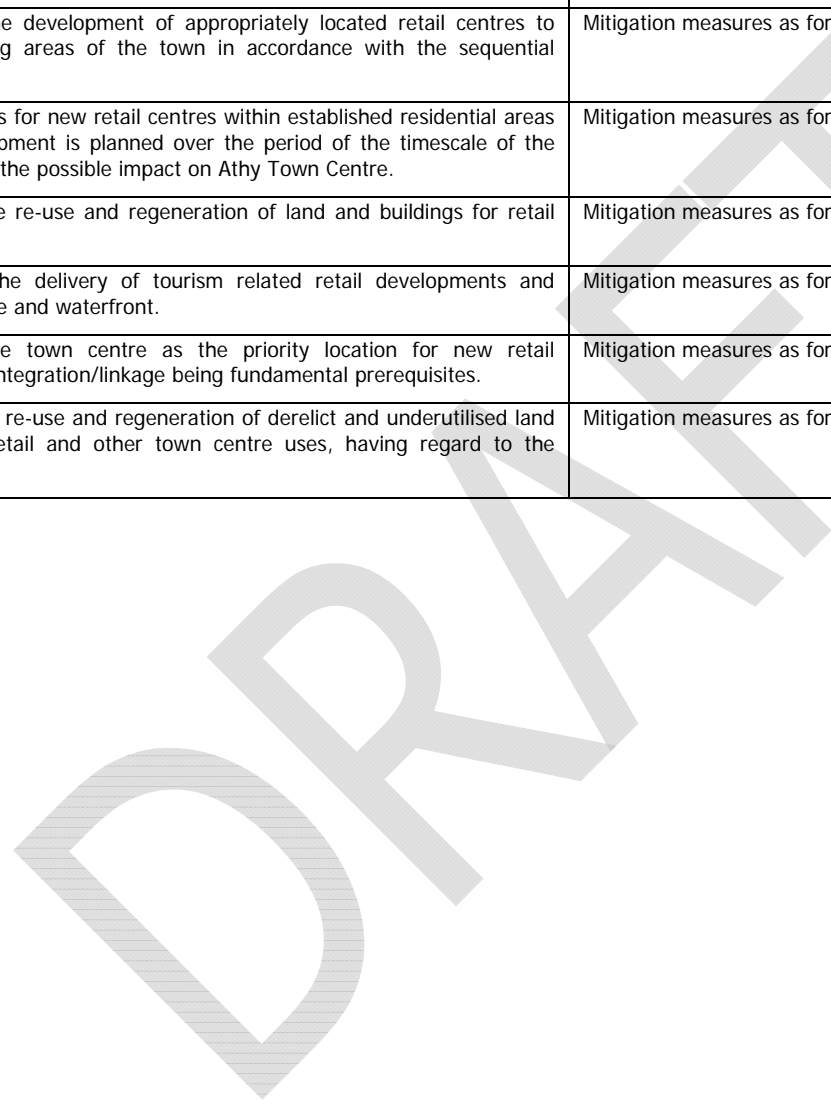 e development of appropriately located retail centres to
g areas of the town in accordance with the sequential
Mitigation measures as for
s for new retail centres within established residential areas
pment is planned over the period of the timescale of the
the possible impact on Athy Town Centre.
Mitigation measures as for
e re-use and regeneration of land and buildings for retail
Mitigation measures as for
he delivery of tourism related retail developments and
e and waterfront.
Mitigation measures as for
e town centre as the priority location for new retail
ntegration/linkage being fundamental prerequisites.
Mitigation measures as for
re-use and regeneration of derelict and underutilised land
etail and other town centre uses, having regard to the
Mitigation measures as for
DRAFT